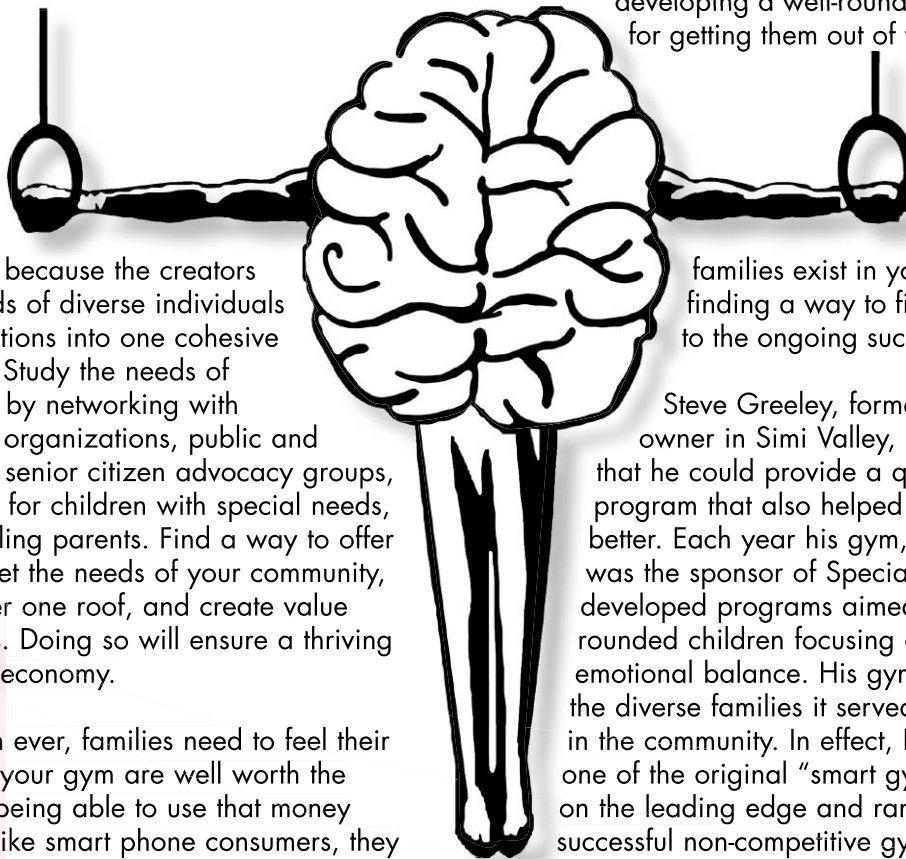 developing a well-round
for getting them out of
because the creators
ds of diverse individuals
tions into one cohesive
Study the needs of
by networking with
organizations, public and
senior citizen advocacy groups,
for children with special needs,
ling parents. Find a way to offer
et the needs of your community,
er one roof, and create value
. Doing so will ensure a thriving
economy.
n ever, families need to feel their
your gym are well worth the
being able to use that money
ike smart phone consumers, they
families exist in yo
finding a way to fi
to the ongoing suc
Steve Greeley, forme
owner in Simi Valley,
that he could provide a q
program that also helped
better. Each year his gym,
was the sponsor of Specia
developed programs aimed
rounded children focusing
emotional balance. His gym
the diverse families it served
in the community. In effect,
one of the original “smart gy
on the leading edge and ran
successful non-competitive gy